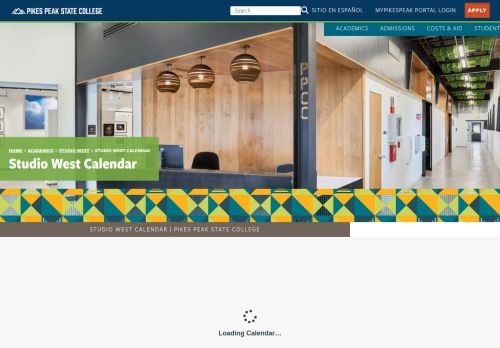 PIKES PEAK STATE COLLEGE
Search
SITIO EN ESPAÑOL
MYPIKESPEAK PORTAL LOGIN
APPLY
ACADEMICS
ADMISSIONS
COSTS & AID
STUDENT
PPCC
HOME > ACADEMICS > STUDIO WEST > STUDIO WEST CALENDAR
Studio West Calendar
STUDIO WEST CALENDAR | PIKES PEAK STATE COLLEGE
Loading Calendar...